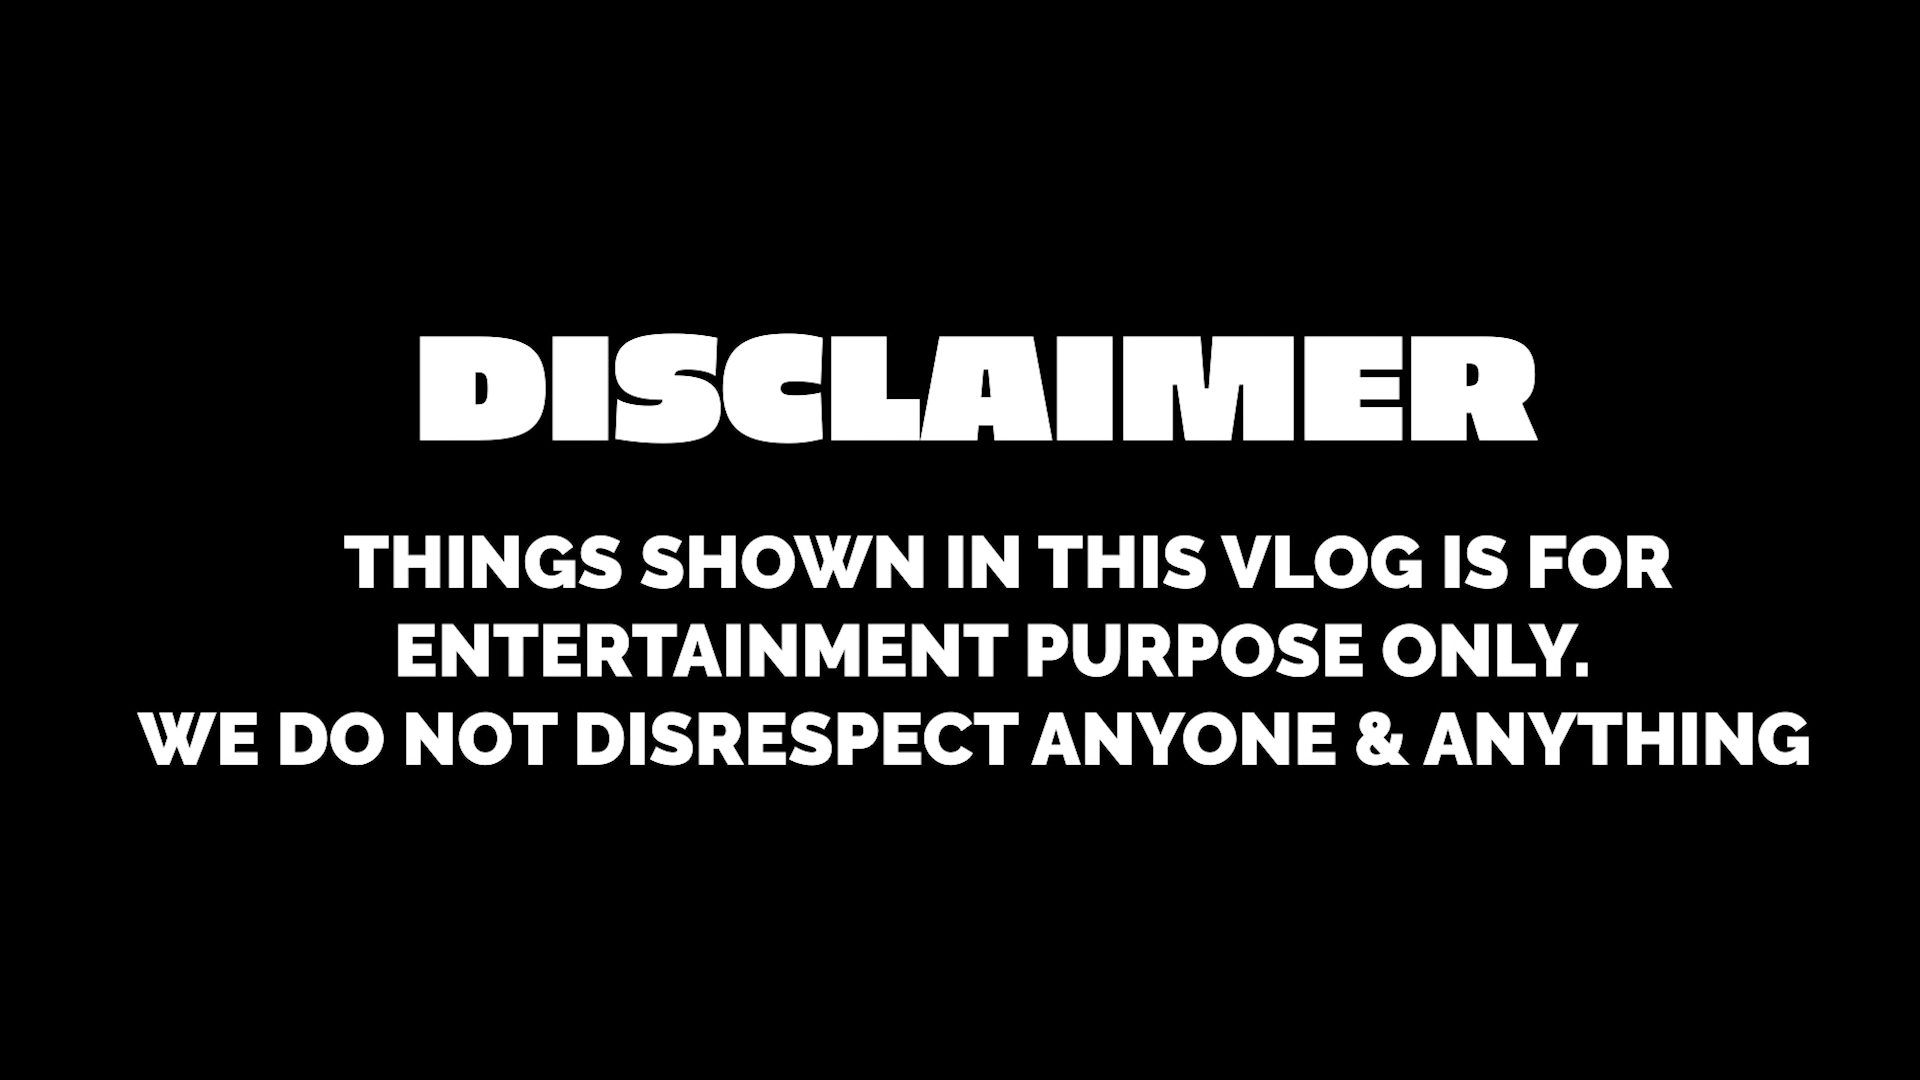 DISCLAIMER
THINGS SHOWN IN THIS VLOG IS FOR
ENTERTAINMENT PURPOSE ONLY.
WE DO NOT DISRESPECT ANYONE & ANYTHING